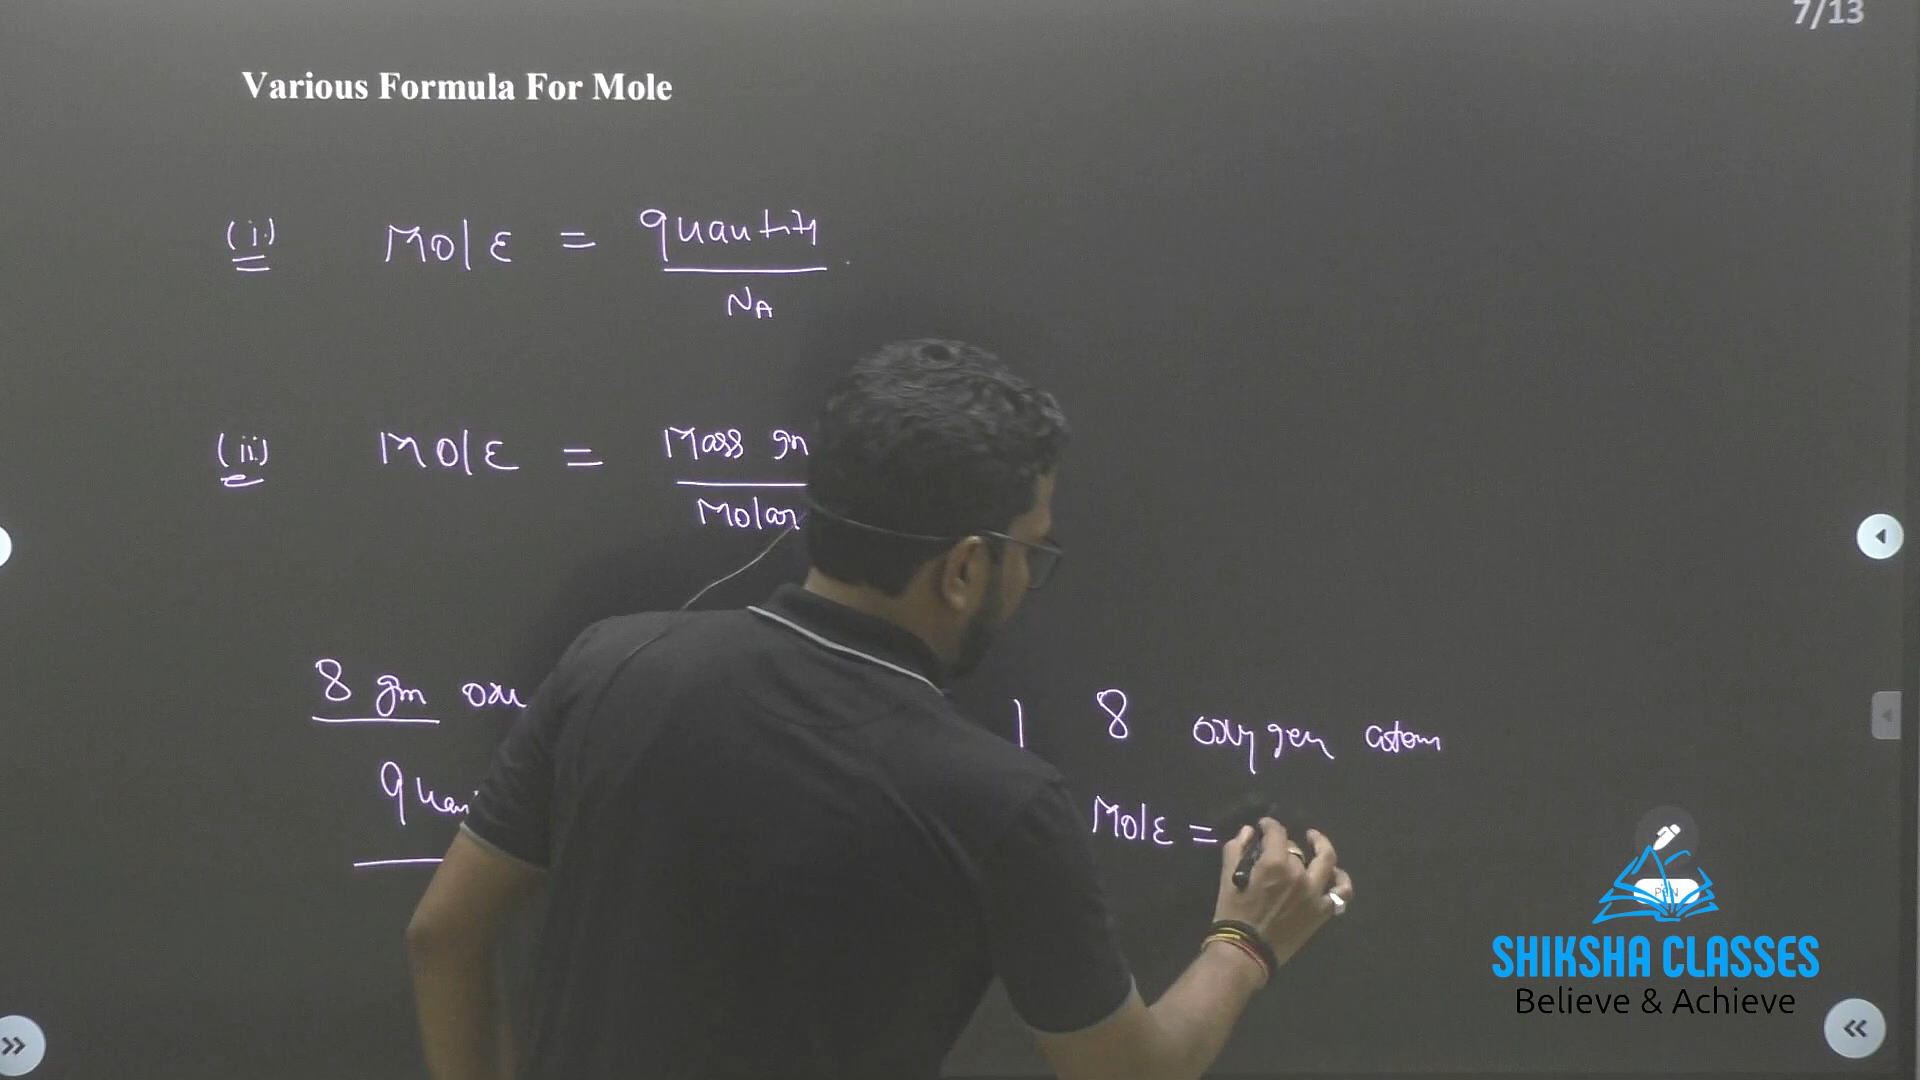 7/13
Various Formula For Mole
(i.) Mole = quantity
NA
(ii) Mole = Mass
Molar
8 gm
8 oxygen atom
Mole =
SHIKSHA CLASSES
Believe & Achieve